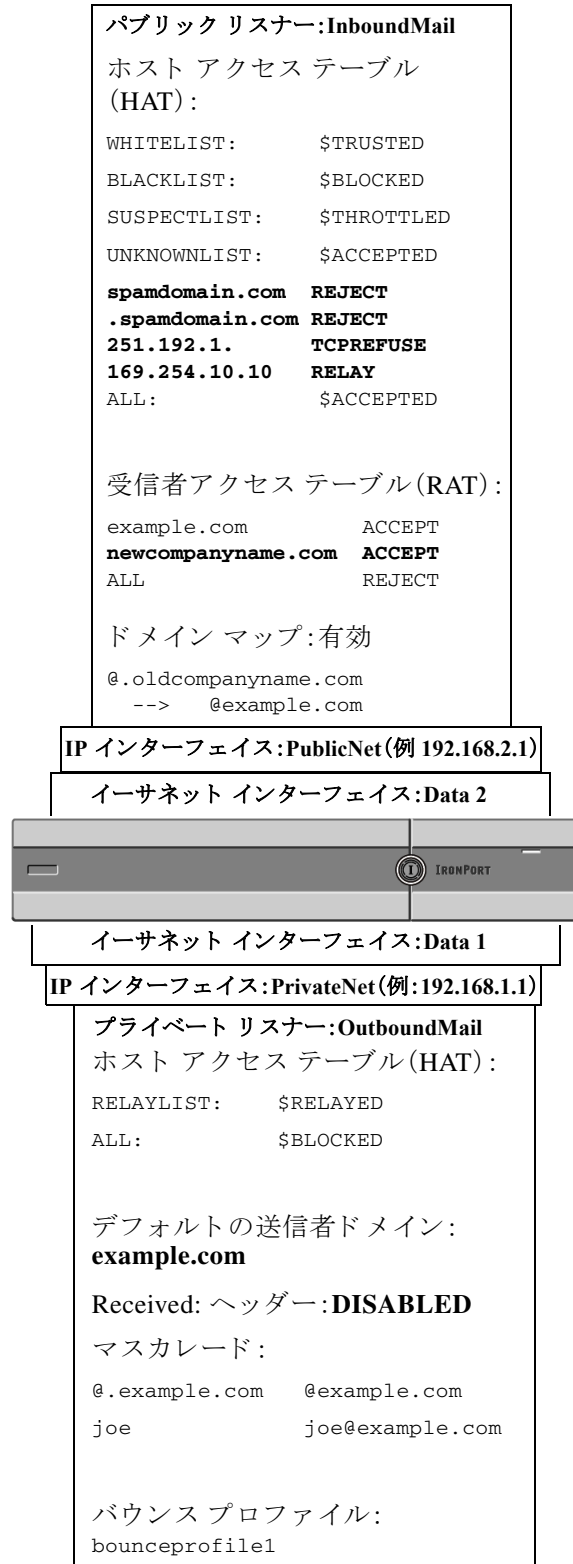 パブリック リスナー:InboundMail
ホスト アクセス テーブル
(HAT):
WHITELIST: $TRUSTED
BLACKLIST: $BLOCKED
SUSPECTLIST: $THROTTLED
UNKNOWNLIST: $ACCEPTED
spamdomain.com REJECT
.spamdomain.com REJECT
251.192.1. TCPREFUSE
169.254.10.10 RELAY
ALL: $ACCEPTED
受信者アクセス テーブル(RAT):
example.com ACCEPT
newcompanyname.com ACCEPT
ALL REJECT
ドメイン マップ:有効
@.oldcompanyname.com
--> @example.com
IP インターフェイス:PublicNet(例 192.168.2.1)
イーサネット インターフェイス:Data 2
IRONPORT
イーサネット インターフェイス:Data 1
IP インターフェイス:PrivateNet(例:192.168.1.1)
プライベート リスナー:OutboundMail
ホスト アクセス テーブル(HAT):
RELAYLIST: $RELAYED
ALL: $BLOCKED
デフォルトの送信者ドメイン:
example.com
Received: ヘッダー:DISABLED
マスカレード:
@.example.com @example.com
joe joe@example.com
バウンス プロファイル:
bounceprofile1